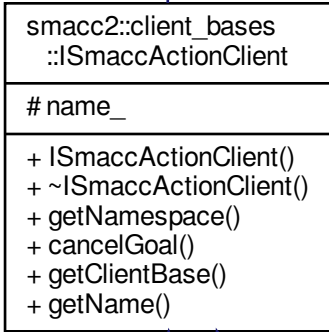 smacc2::client_bases
::ISmaccActionClient
# name_
+ ISmaccActionClient()
+ ~ISmaccActionClient()
+ getNamespace()
+ cancelGoal()
+ getClientBase()
+ getName()